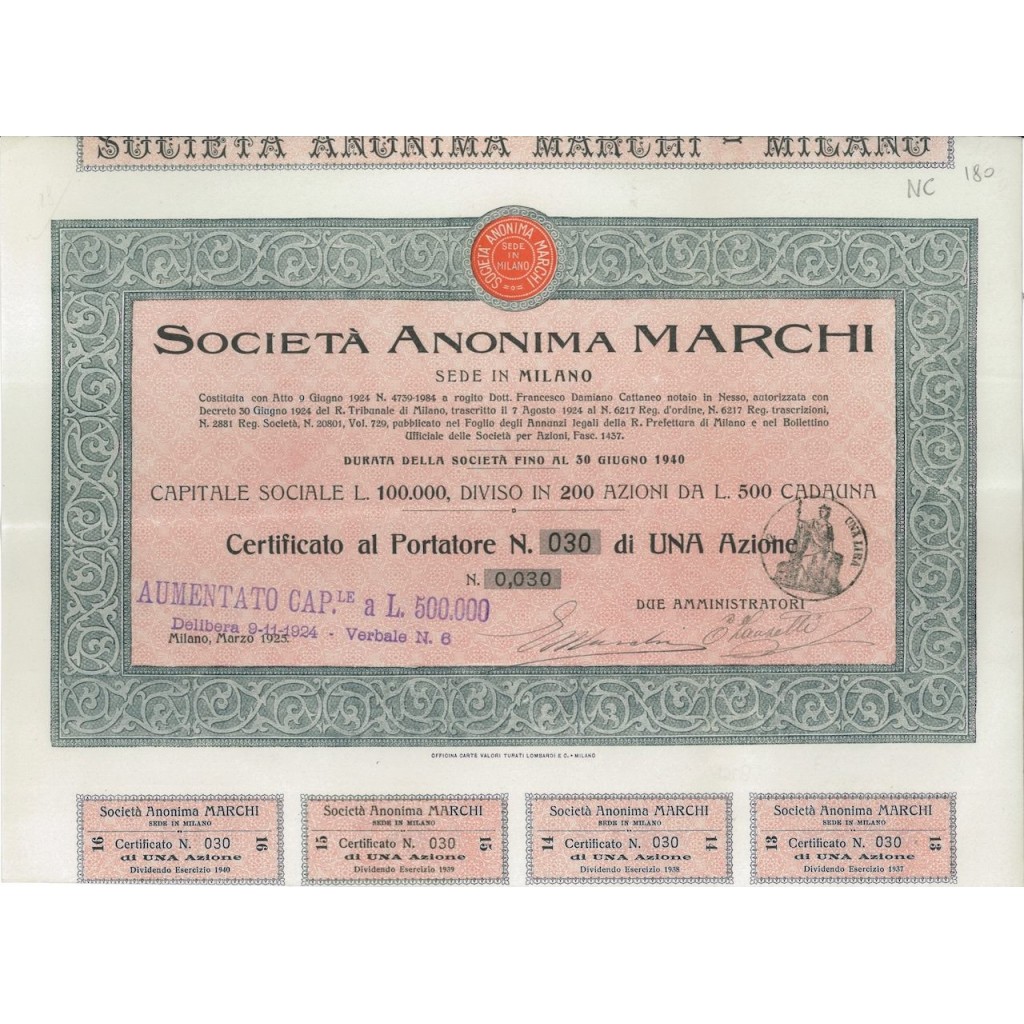 SOCIETÀ ANONIMA MARCHI - MILANO
NC 180
SOCIETÀ ANONIMA MARCHI
SEDE IN MILANO
SOCIETÀ ANONIMA MARCHI
SEDE IN MILANO
Costituita con Atto 9 Giugno 1924 N. 4739-1984 a rogito Dott. Francesco Damiano Cattaneo notaio in Nesso, autorizzata con
Decreto 30 Giugno 1924 del R. Tribunale di Milano, trascritto il 7 Agosto 1924 al N. 6217 Reg. d'ordine, N. 6217 Reg. trascrizioni,
N. 2881 Reg. Società, N. 20801, Vol. 729, pubblicato nel Foglio degli Annunzi legali della R. Prefettura di Milano e nel Bollettino
Ufficiale delle Società per Azioni, Fasc. 1437.
DURATA DELLA SOCIETÀ FINO AL 30 GIUGNO 1940
CAPITALE SOCIALE L. 100.000, DIVISO IN 200 AZIONI DA L. 500 CADAUNA
Certificato al Portatore N. 030 di UNA Azione
UNA LIRA
N. 0,030
AUMENTATO CAP.LE a L. 500.000
DUE AMMINISTRATORI
Delibera 9-11-1924 - Verbale N. 6
Milano, Marzo 1925.
OFFICINA CARTE VALORI TURATI LOMBARDI E C. - MILANO
Società Anonima MARCHI
SEDE IN MILANO
16 Certificato N. 030 16
di UNA Azione
Dividendo Esercizio 1940
Società Anonima MARCHI
SEDE IN MILANO
15 Certificato N. 030 15
di UNA Azione
Dividendo Esercizio 1939
Società Anonima MARCHI
SEDE IN MILANO
14 Certificato N. 030 14
di UNA Azione
Dividendo Esercizio 1938
Società Anonima MARCHI
SEDE IN MILANO
13 Certificato N. 030 13
di UNA Azione
Dividendo Esercizio 1937